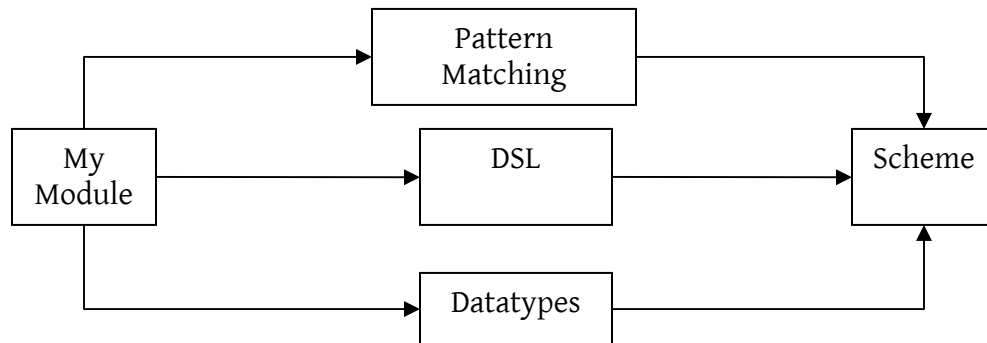 Pattern
Matching
My
Module
DSL
Scheme
Datatypes